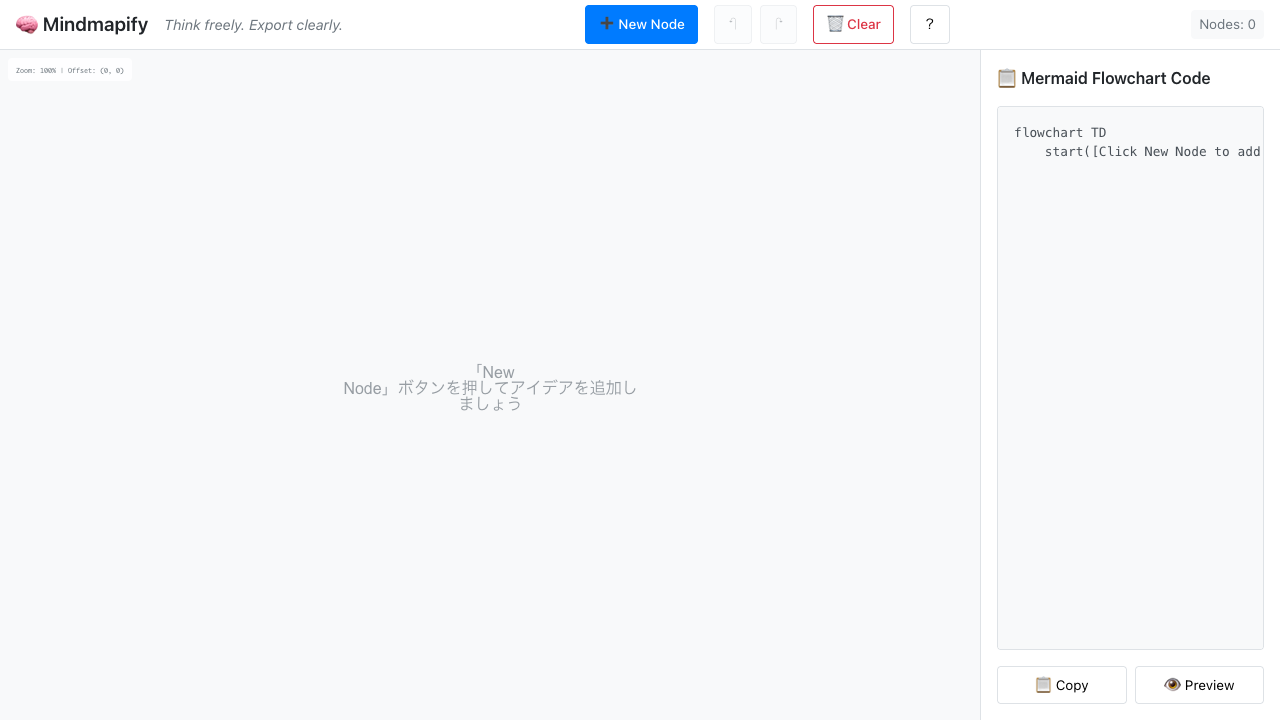 🧠 Mindmapify
Think freely. Export clearly.
➕ New Node
🗑️ Clear
?
Nodes: 0
Zoom: 100% | Offset: (0, 0)
「New
Node」ボタンを押してアイデアを追加し
ましょう
📋 Mermaid Flowchart Code
flowchart TD
    start([Click New Node to add
📋 Copy
👁️ Preview